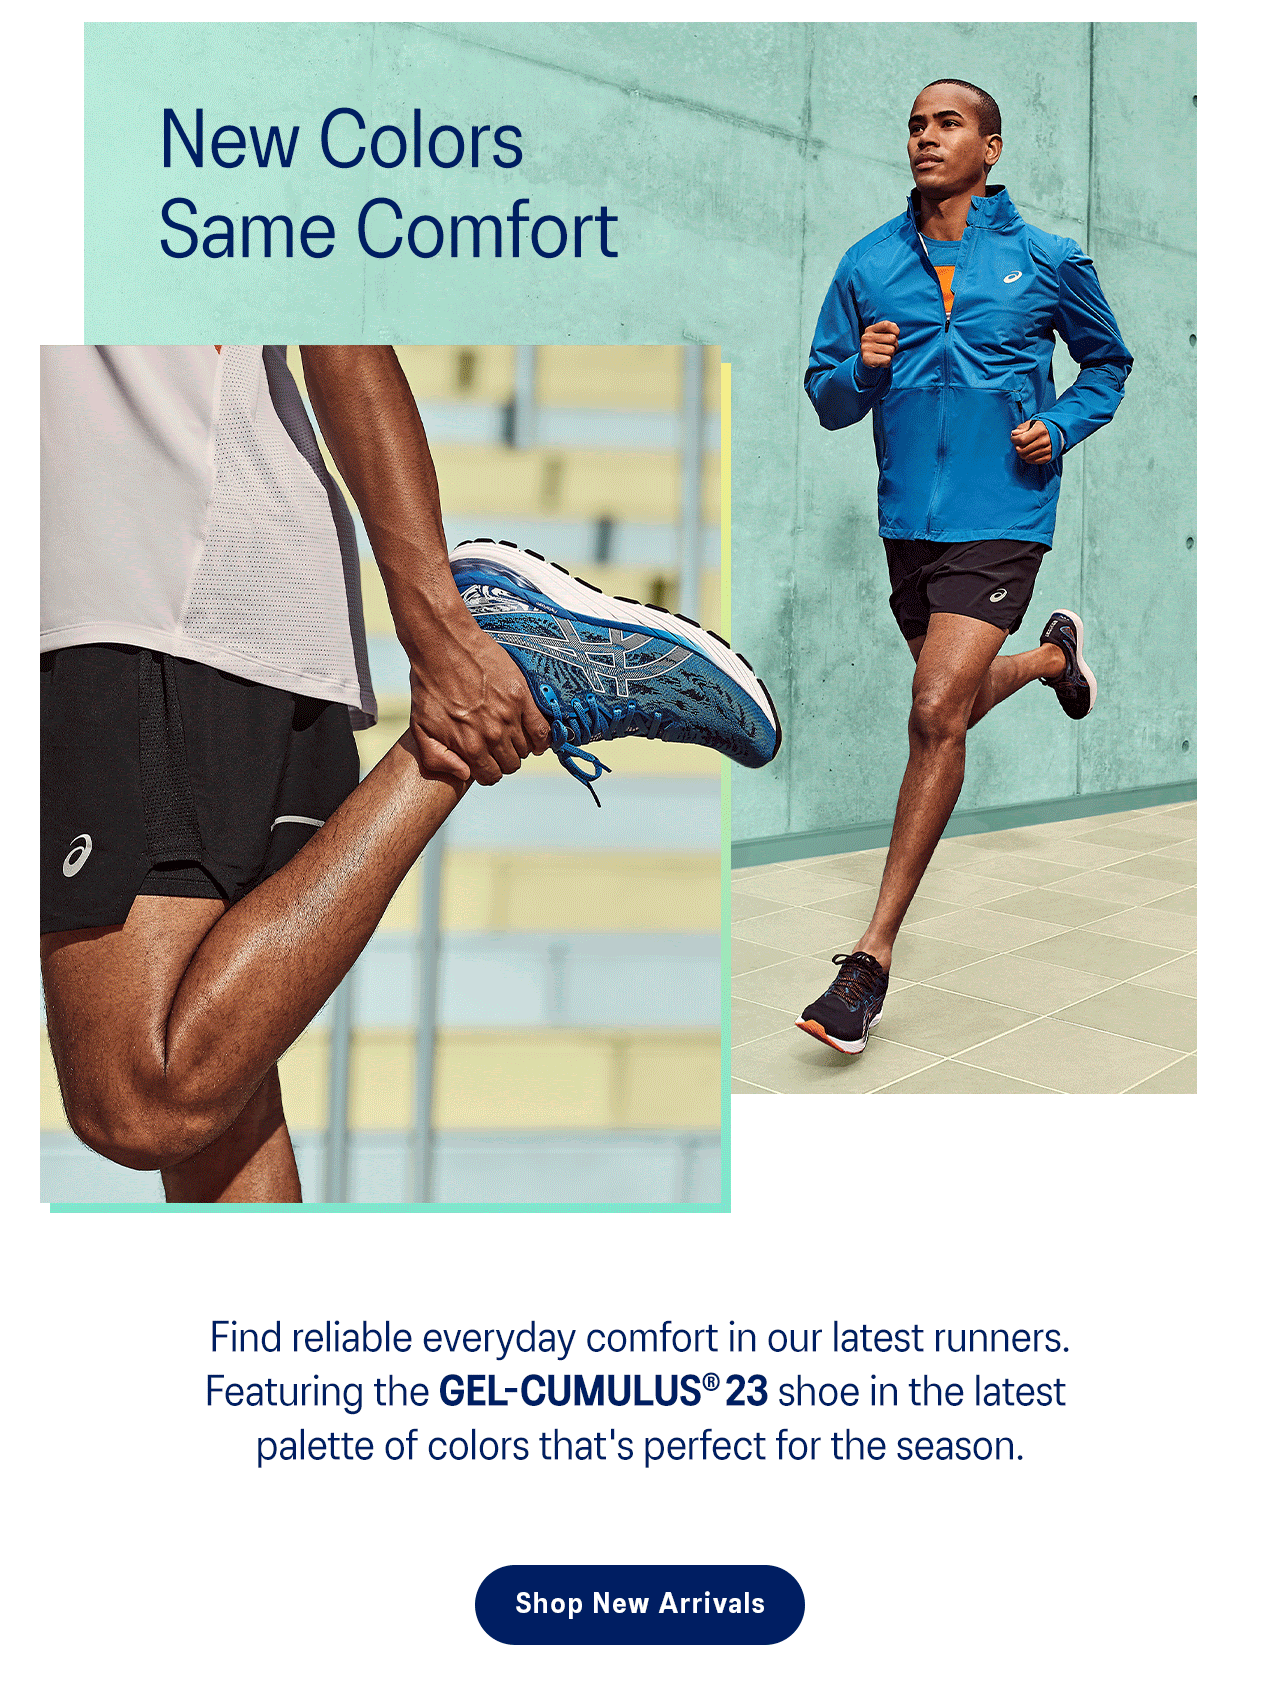 New Colors
Same Comfort
Find reliable everyday comfort in our latest runners.
Featuring the GEL-CUMULUS® 23 shoe in the latest
palette of colors that's perfect for the season.
Shop New Arrivals